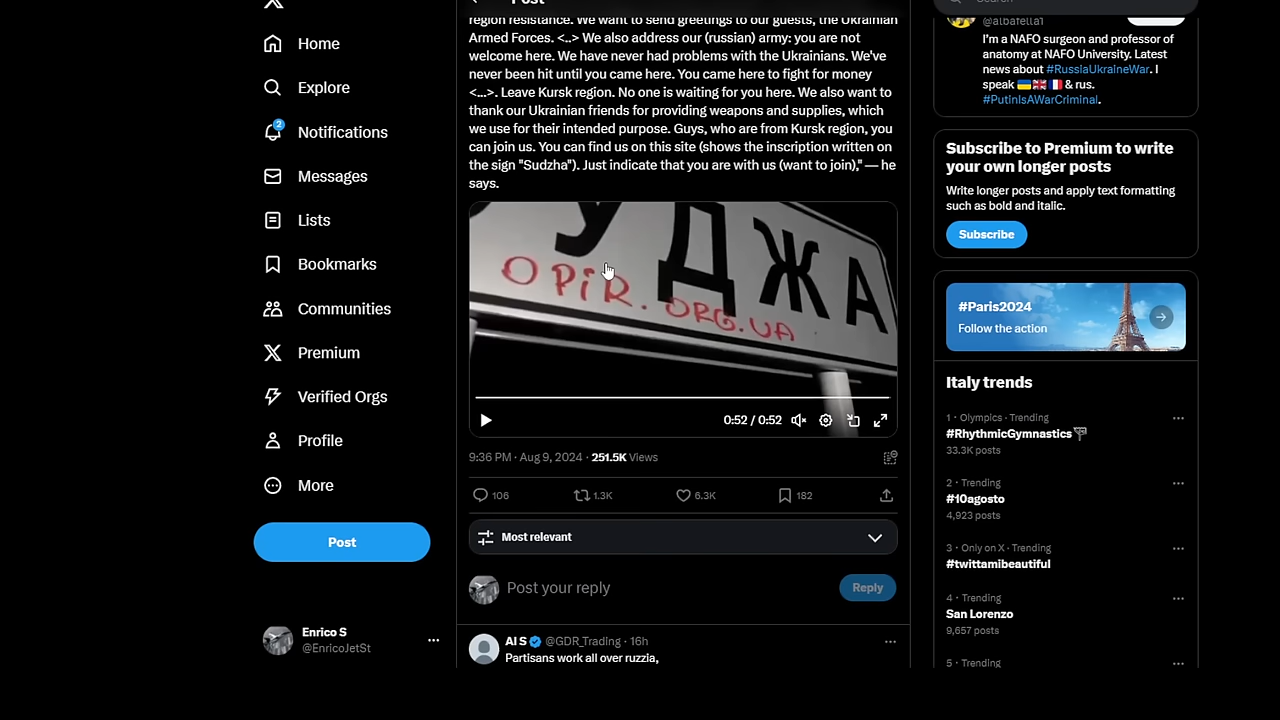 Home
Explore
2
Notifications
Messages
Lists
Bookmarks
Communities
Premium
Verified Orgs
Profile
More
Post
Enrico S
@EnricoJetSt
Post
region resistance. We want to send greetings to our guests, the Ukrainian
Armed Forces. <..> We also address our (russian) army: you are not
welcome here. We have never had problems with the Ukrainians. We've
never been hit until you came here. You came here to fight for money
<...>. Leave Kursk region. No one is waiting for you here. We also want to
thank our Ukrainian friends for providing weapons and supplies, which
we use for their intended purpose. Guys, who are from Kursk region, you
can join us. You can find us on this site (shows the inscription written on
the sign "Sudzha"). Just indicate that you are with us (want to join)," — he
says.
УДЖА
OPiR.ORG.UA
0:52 / 0:52
9:36 PM · Aug 9, 2024 · 251.5K Views
106
1.3K
6.3K
182
Most relevant
Post your reply
Reply
AI S @GDR_Trading · 16h
Partisans work all over ruzzia,
Search
@albafella1
I'm a NAFO surgeon and professor of
anatomy at NAFO University. Latest
news about #RussiaUkraineWar. I
speak 🇺🇦🇬🇧🇫🇷 & rus.
#PutinIsAWarCriminal.
Subscribe to Premium to write
your own longer posts
Write longer posts and apply text formatting
such as bold and italic.
Subscribe
#Paris2024
Follow the action
Italy trends
1 · Olympics · Trending
#RhythmicGymnastics
33.3K posts
2 · Trending
#10agosto
4,923 posts
3 · Only on X · Trending
#twittamibeautiful
4 · Trending
San Lorenzo
9,657 posts
5 · Trending